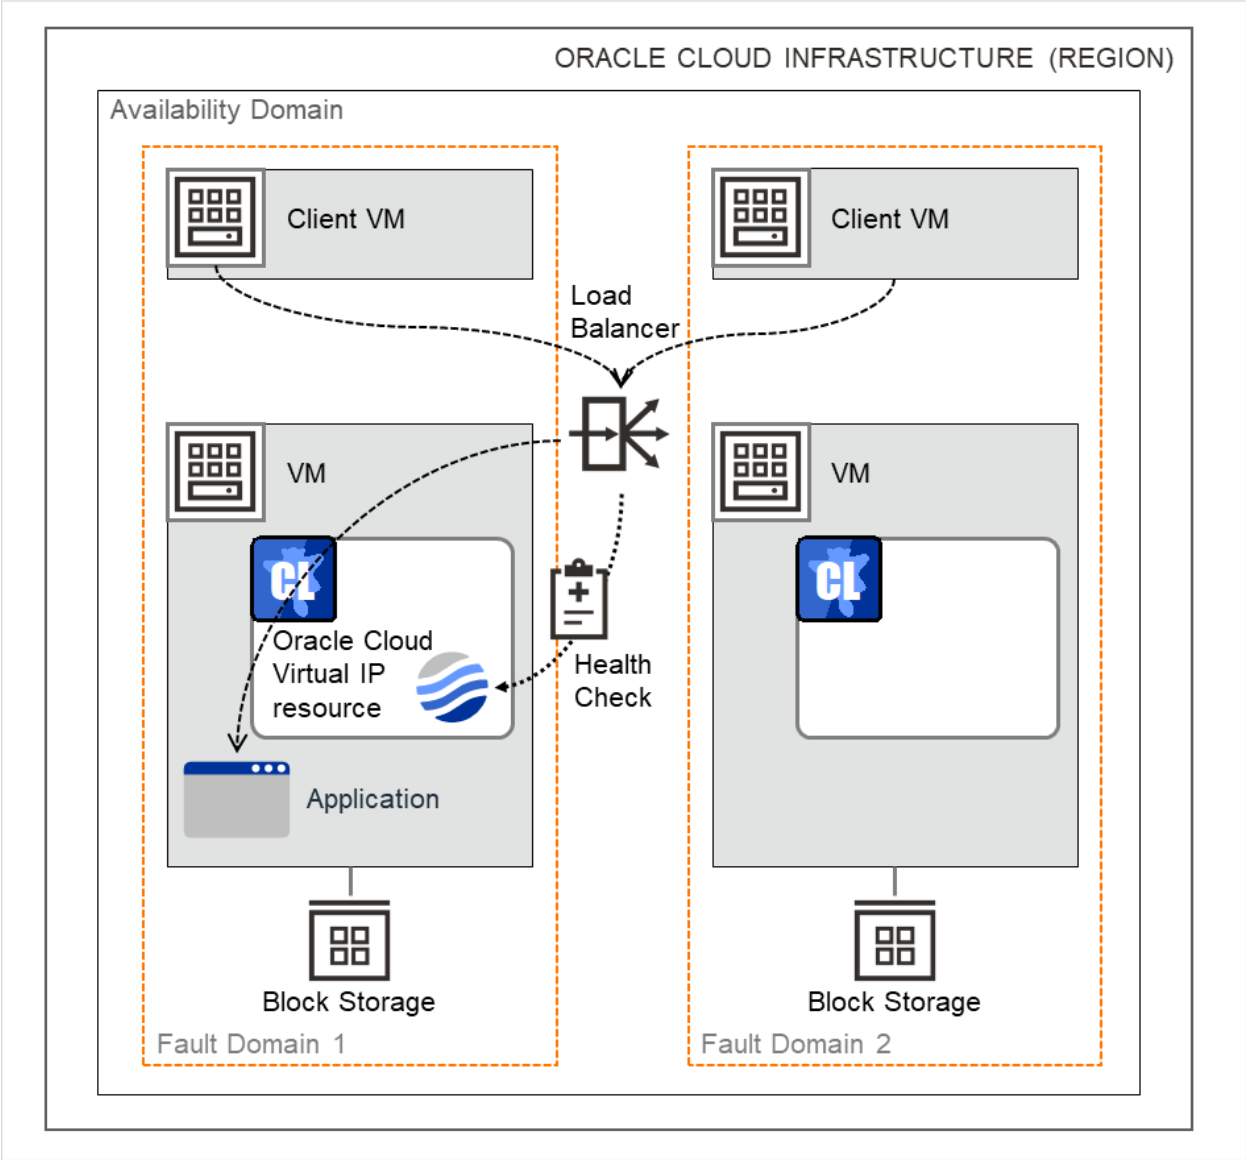 ORACLE CLOUD INFRASTRUCTURE (REGION)
Availability Domain
Client VM
Client VM
Load
Balancer
VM
VM
CL
CL
Oracle Cloud
Virtual IP
resource
Health
Check
Application
Block Storage
Block Storage
Fault Domain 1
Fault Domain 2